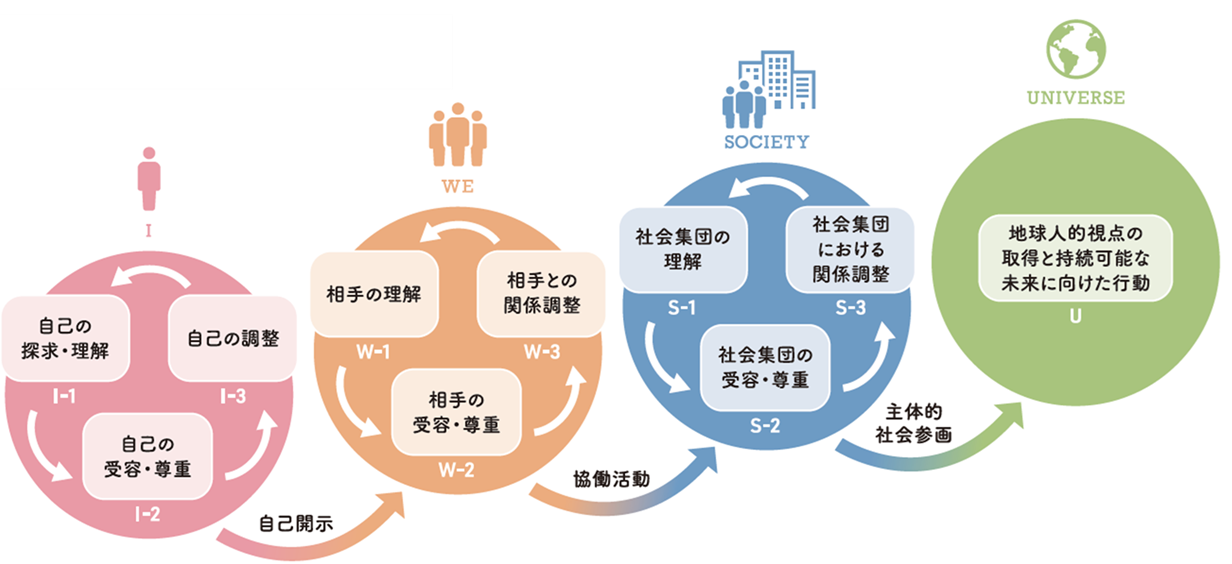 I
自己の
探求・理解
I-1
自己の
受容・尊重
I-2
自己の調整
I-3
自己開示
WE
相手の理解
W-1
相手の
受容・尊重
W-2
相手との
関係調整
W-3
協働活動
SOCIETY
社会集団の
理解
S-1
社会集団の
受容・尊重
S-2
社会集団
における
関係調整
S-3
主体的
社会参画
UNIVERSE
地球人的視点の
取得と持続可能な
未来に向けた行動
U